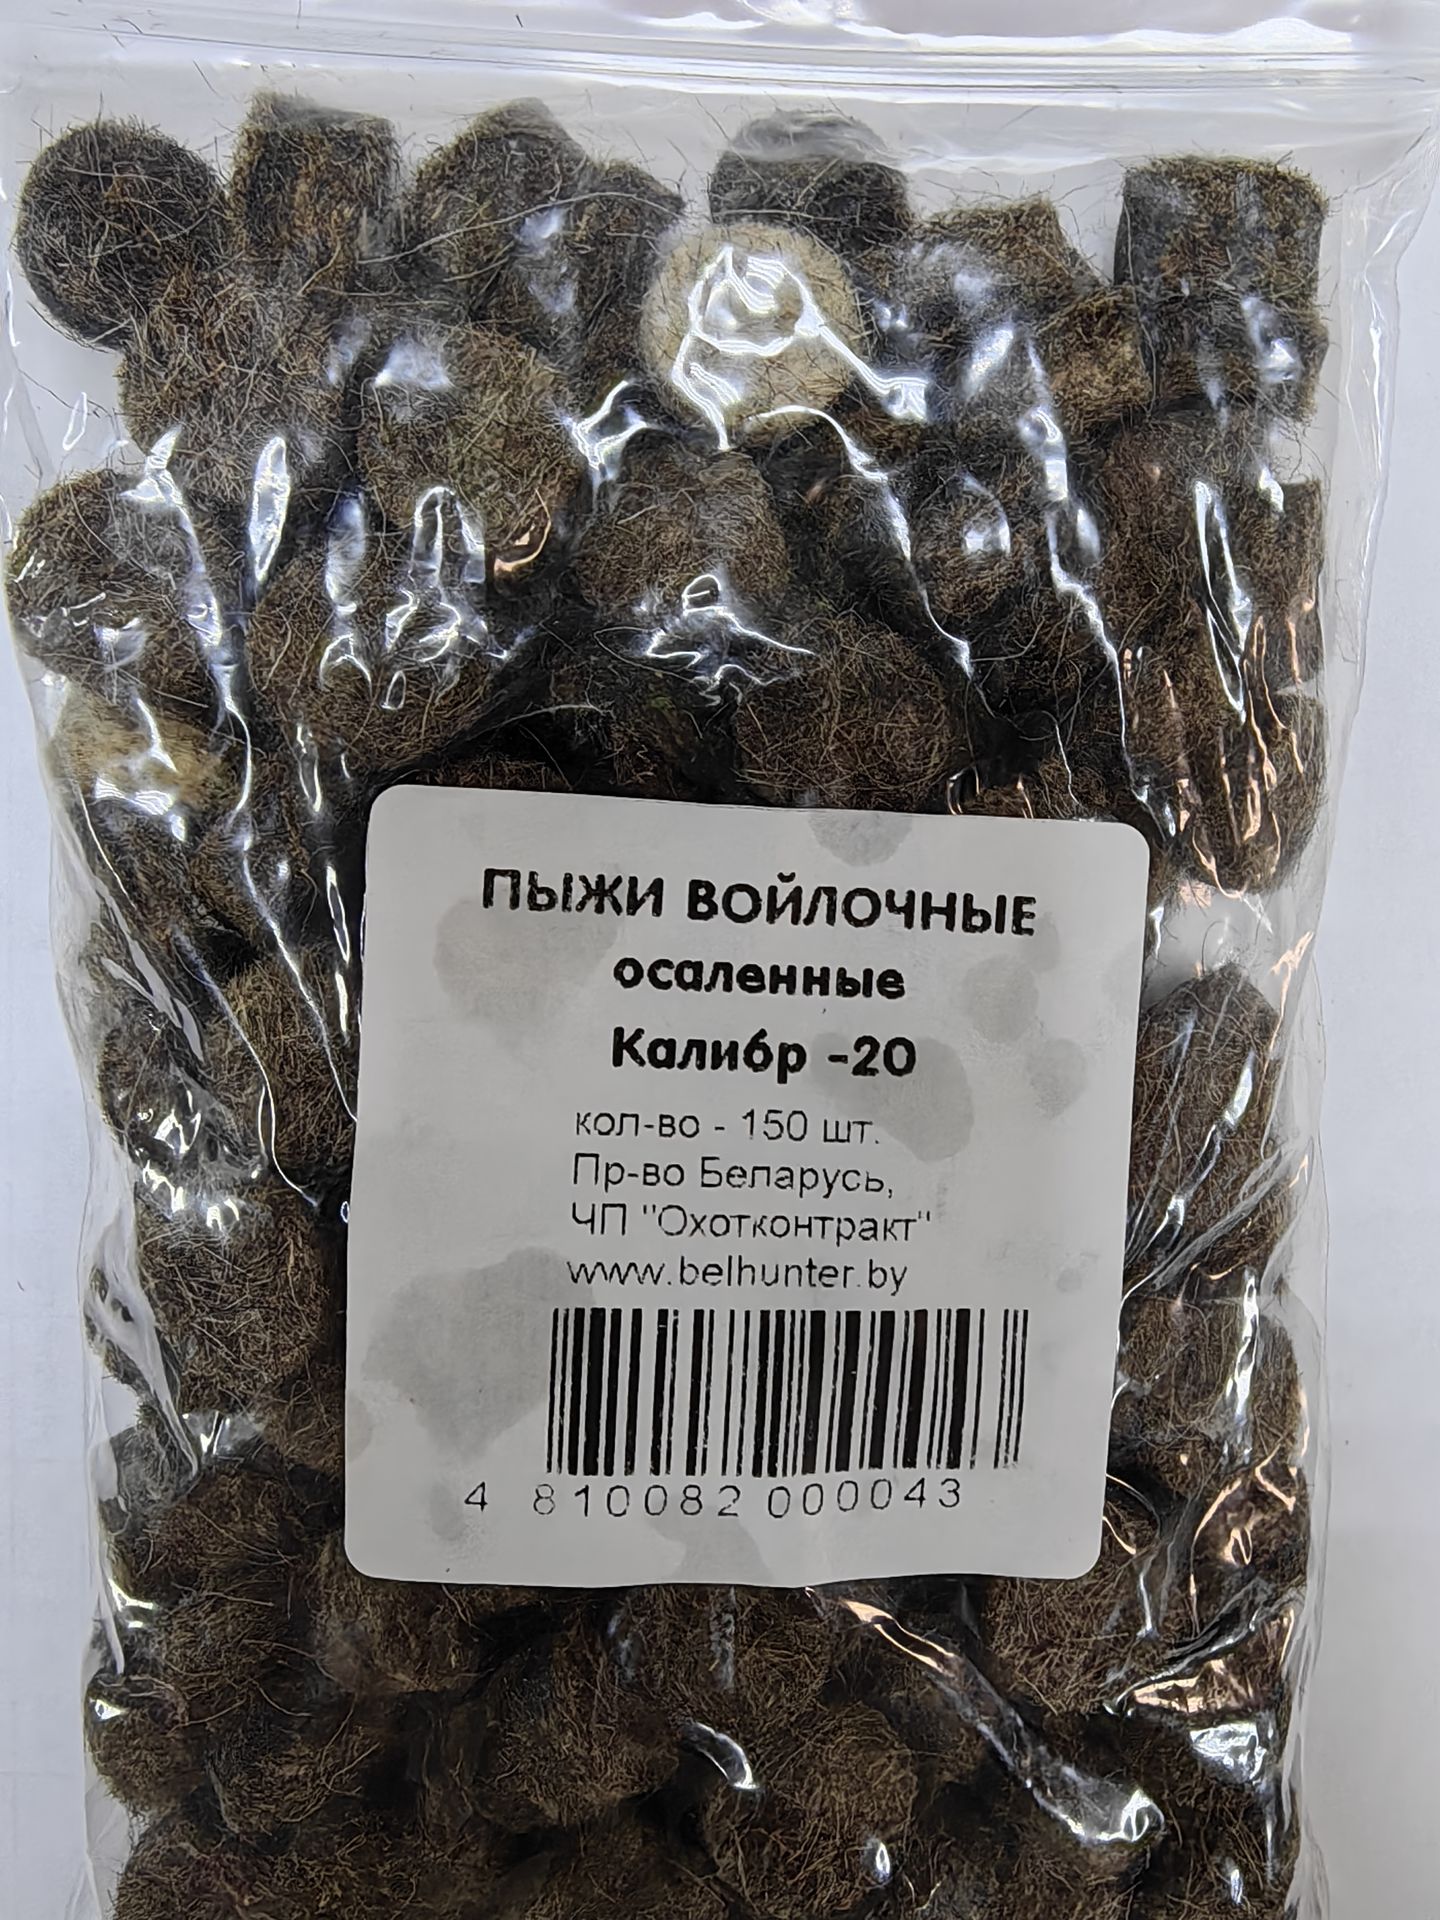 ПЫЖИ ВОЙЛОЧНЫЕ
осаленные
Калибр -20
кол-во - 150 шт.
Пр-во Беларусь,
ЧП "Охотконтракт"
www.belhunter.by
4 810082 000043